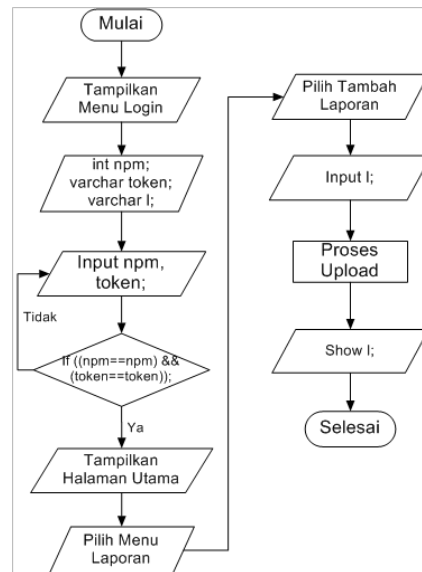 Mulai
Tampilkan
Menu Login
int npm;
varchar token;
varchar l;
Input npm,
token;
Tidak
If ((npm==npm) &&
(token==token));
Ya
Tampilkan
Halaman Utama
Pilih Menu
Laporan
Pilih Tambah
Laporan
Input l;
Proses
Upload
Show l;
Selesai